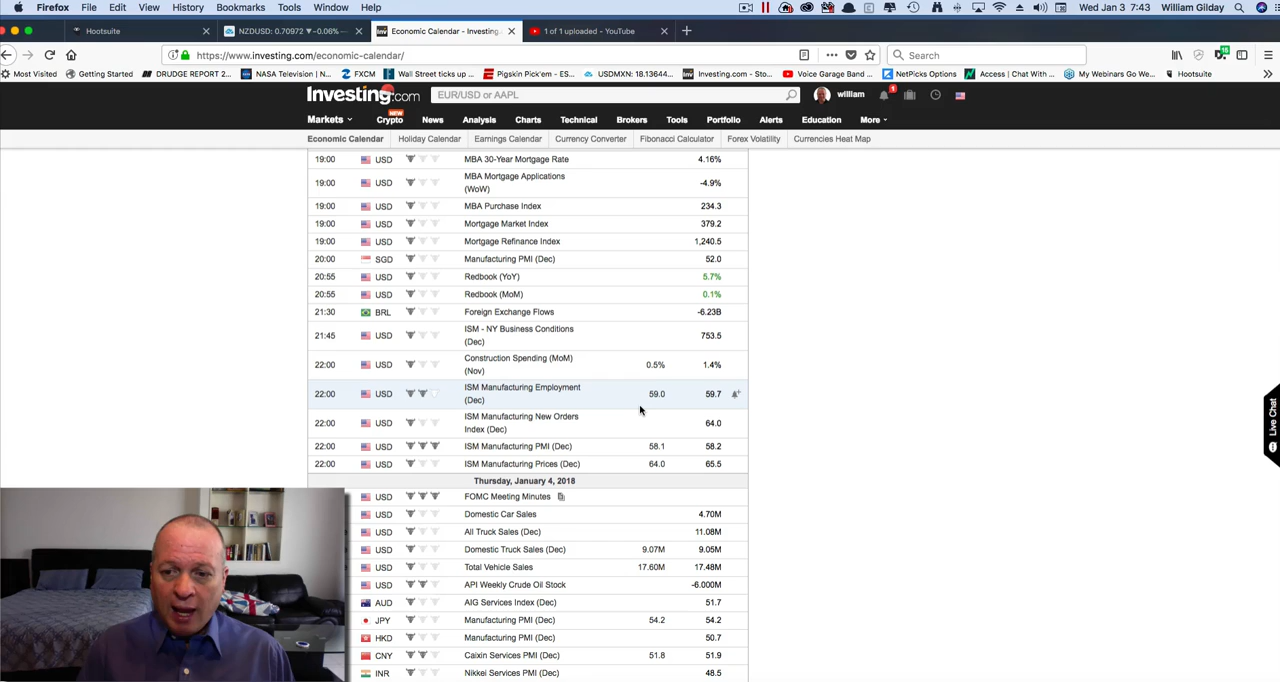 Firefox File Edit View History Bookmarks Tools Window Help Wed Jan 3 7:43 William Gilday
Hootsuite NZDUSD: 0.70972 ▼−0.06% Economic Calendar - Investing. 1 of 1 uploaded - YouTube
https://www.investing.com/economic-calendar/ Search
Most Visited Getting Started DRUDGE REPORT 2... NASA Television | N... FXCM Wall Street ticks up ... Pigskin Pick'em - ES... USDMXN: 18.13644... Investing.com - Sto... Voice Garage Band ... NetPicks Options Access | Chat With ... My Webinars Go We... Hootsuite
Investing.com EUR/USD or AAPL william 1
NEW
Markets Crypto News Analysis Charts Technical Brokers Tools Portfolio Alerts Education More
Economic Calendar Holiday Calendar Earnings Calendar Currency Converter Fibonacci Calculator Forex Volatility Currencies Heat Map
19:00 USD MBA 30-Year Mortgage Rate 4.16%
MBA Mortgage Applications
19:00 USD (WoW) -4.9%
19:00 USD MBA Purchase Index 234.3
19:00 USD Mortgage Market Index 379.2
19:00 USD Mortgage Refinance Index 1,240.5
20:00 SGD Manufacturing PMI (Dec) 52.0
20:55 USD Redbook (YoY) 5.7%
20:55 USD Redbook (MoM) 0.1%
21:30 BRL Foreign Exchange Flows -6.23B
ISM - NY Business Conditions
21:45 USD (Dec) 753.5
Construction Spending (MoM)
22:00 USD (Nov) 0.5% 1.4%
ISM Manufacturing Employment
22:00 USD (Dec) 59.0 59.7
ISM Manufacturing New Orders
22:00 USD Index (Dec) 64.0
22:00 USD ISM Manufacturing PMI (Dec) 58.1 58.2
22:00 USD ISM Manufacturing Prices (Dec) 64.0 65.5
Thursday, January 4, 2018
USD FOMC Meeting Minutes
USD Domestic Car Sales 4.70M
USD All Truck Sales (Dec) 11.08M
USD Domestic Truck Sales (Dec) 9.07M 9.05M
USD Total Vehicle Sales 17.60M 17.48M
USD API Weekly Crude Oil Stock -6.000M
AUD AIG Services Index (Dec) 51.7
JPY Manufacturing PMI (Dec) 54.2 54.2
HKD Manufacturing PMI (Dec) 50.7
CNY Caixin Services PMI (Dec) 51.8 51.9
INR Nikkei Services PMI (Dec) 48.5
Live Chat